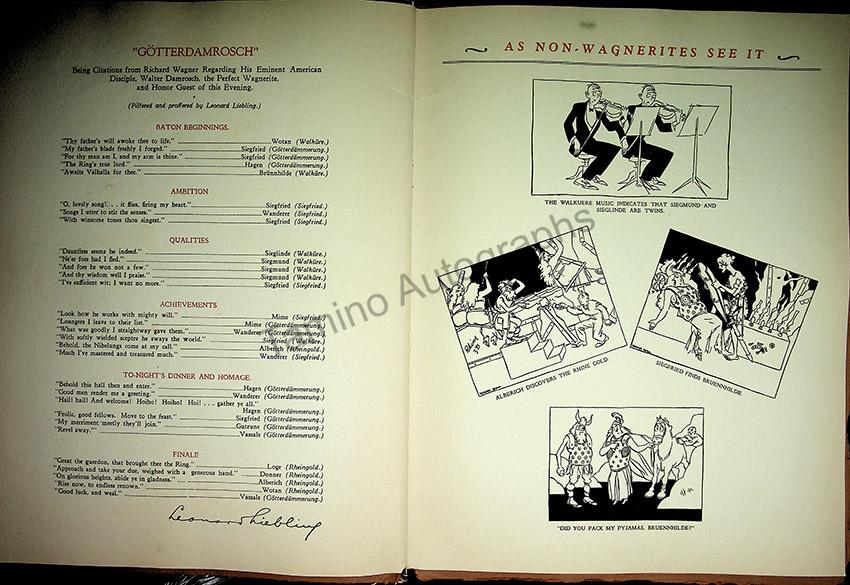 "GÖTTERDAMROSCH"
Being Citations from Richard Wagner Regarding His Eminent American
Disciple, Walter Damrosch, the Perfect Wagnerite,
and Honor Guest of this Evening.
(Pilfered and proffered by Leonard Liebling.)
BATON BEGINNINGS.
"Thy father's will awoke thee to life." Wotan (Walküre.)
"My father's blade freshly I forged." Siegfried (Götterdämmerung.)
"For thy man am I, and my arm is thine." Siegfried (Götterdämmerung.)
"The Ring's true lord." Hagen (Götterdämmerung.)
"Awaits Valhalla for thee." Brünnhilde (Walküre.)
AMBITION
"O, lovely song!. . . it flies, firing my heart." Siegfried (Siegfried.)
"Songs I utter to stir the senses." Wanderer (Siegfried.)
"With winsome tones thou singest." Siegfried (Siegfried.)
QUALITIES
"Dauntless seems he indeed." Sieglinde (Walküre.)
"Ne'er foes had I fled." Siegmund (Walküre.)
"And foes he won not a few." Siegmund (Walküre.)
"And thy wisdom well I praise." Siegmund (Walküre.)
"I've sufficient wit; I want no more." Siegfried (Siegfried.)
ACHIEVEMENTS
"Look how he works with mighty will." Mime (Siegfried.)
"Loungers I leave to their list." Mime (Götterdämmerung.)
"What was goodly I straightway gave them." Wanderer (Götterdämmerung.)
"With softly wielded sceptre he sways the world." Siegfried (Walküre.)
"Behold, the Nibelungs come at my call." Alberich (Rheingold.)
"Much I've mastered and treasured much." Wanderer (Siegfried.)
TO-NIGHT'S DINNER AND HOMAGE.
"Behold this hall then and enter." Hagen (Götterdämmerung.)
"Good men render me a greeting." Wanderer (Götterdämmerung.)
"Hail! hail! And welcome! Hoiho! Hoiho! Hoi! . . . gather ye all."
Hagen (Götterdämmerung.)
"Frolic, good fellows. Move to the feast." Siegfried (Götterdämmerung.)
"My merriment meetly they'll join." Gutrune (Götterdämmerung.)
"Revel away." Vassals (Götterdämmerung.)
FINALE
"Great the guerdon, that brought thee the Ring." Loge (Rheingold.)
"Approach and take your due, weighed with a generous hand." Donner (Rheingold.)
"On glorious heights, abide ye in gladness." Alberich (Rheingold.)
"Rise now, to endless renown." Wotan (Rheingold.)
"Good luck, and weal." Vassals (Götterdämmerung.)
Leonard Liebling
AS NON-WAGNERITES SEE IT
THE WALKUERE MUSIC INDICATES THAT SIEGMUND AND
SIEGLINDE ARE TWINS.
ALBERICH DISCOVERS THE RHINE GOLD.
SIEGFRIED FINDS BRUENNHILDE.
"DID YOU PACK MY PYJAMAS, BRUENNHILDE?"
Tamino Autographs